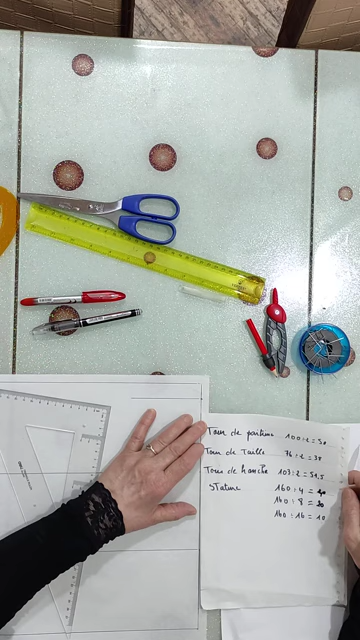 Tour de poitrine 100:2=50
Tour de Taille 76:2=38
Tour de hanche 103:2=51,5
Stature 160:4=40
160:8=20
160:16=10